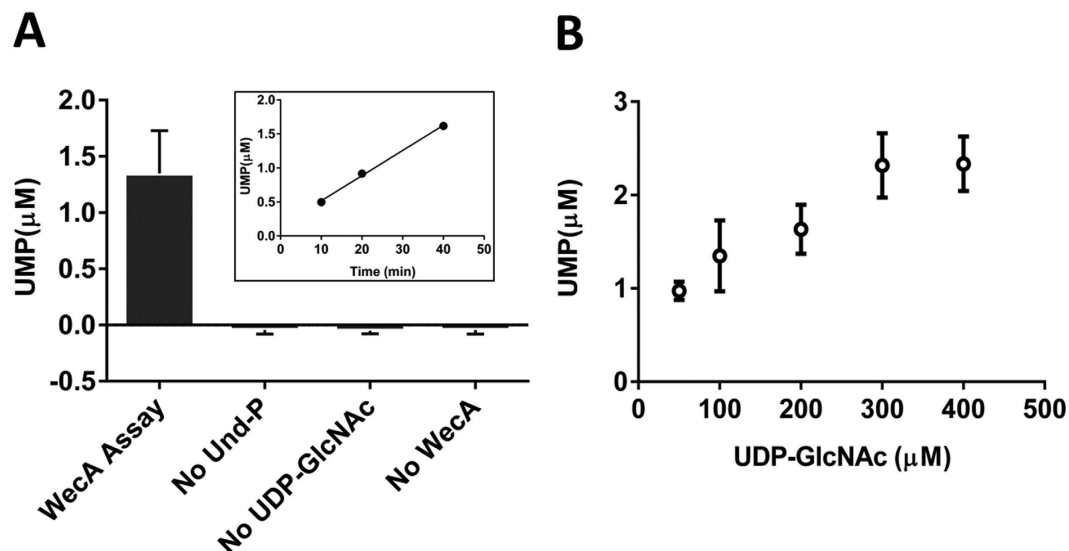 A
2.0
1.5
1.0
0.5
0.0
-0.5
UMP(μM)
WecA Assay
No Und-P
No UDP-GlcNAc
No WecA
2.0
1.5
1.0
0.5
0.0
UMP(μM)
0 10 20 30 40 50
Time (min)
B
3
2
1
0
UMP(μM)
0 100 200 300 400 500
UDP-GlcNAc (μM)